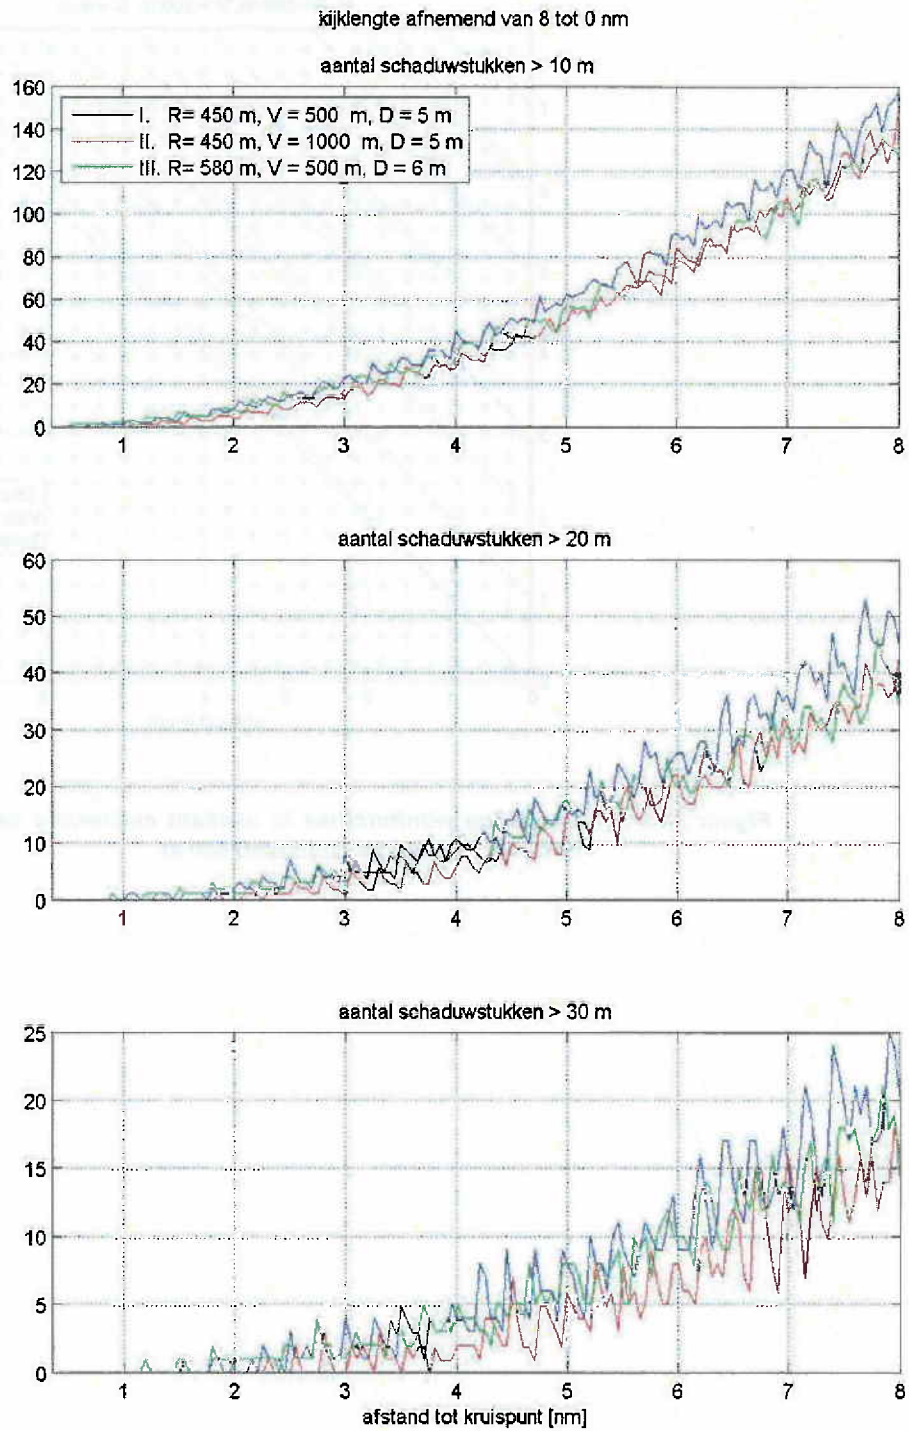 kijklengte afnemend van 8 tot 0 nm
aantal schaduwstukken > 10 m
160
140
120
100
80
60
40
20
0
I. R= 450 m, V = 500 m, D = 5 m
II. R= 450 m, V = 1000 m, D = 5 m
III. R= 580 m, V = 500 m, D = 6 m
1 2 3 4 5 6 7 8
aantal schaduwstukken > 20 m
60
50
40
30
20
10
0
1 2 3 4 5 6 7 8
aantal schaduwstukken > 30 m
25
20
15
10
5
0
1 2 3 4 5 6 7 8
afstand tot kruispunt [nm]